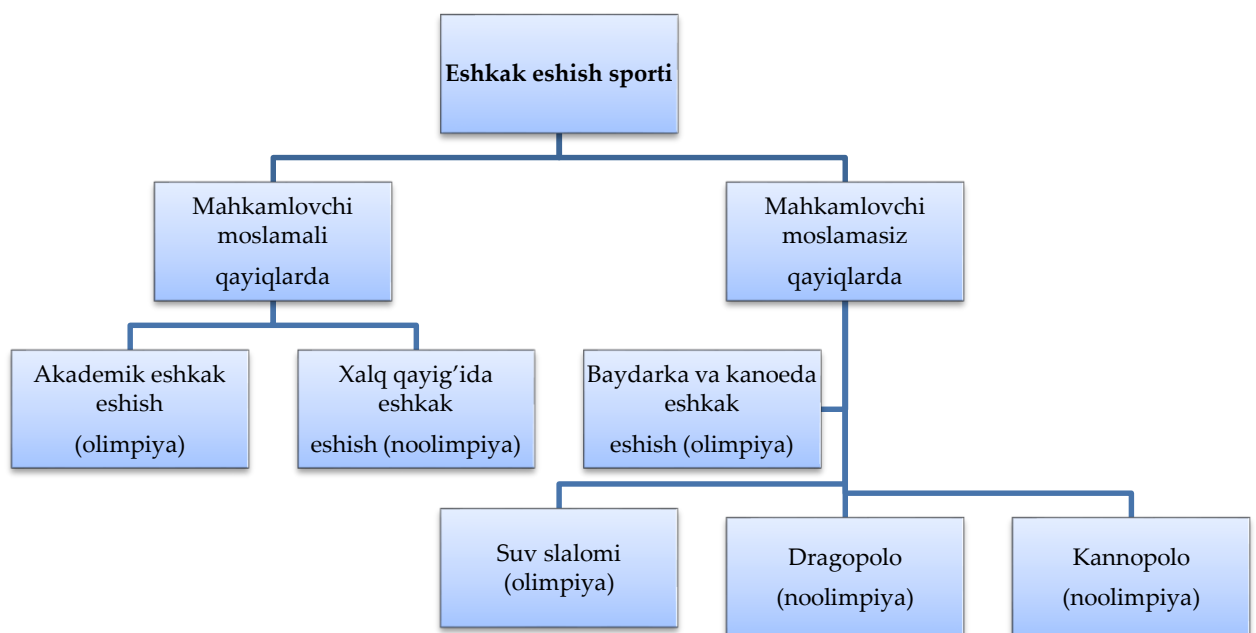 Eshkak eshish sporti
Mahkamlovchi
moslamali
qayiqlarda
Mahkamlovchi
moslamasiz
qayiqlarda
Akademik eshkak
eshish
(olimpiya)
Xalq qayig’ida
eshkak
eshish (noolimpiya)
Baydarka va kanoeda
eshkak
eshish (olimpiya)
Suv slalomi
(olimpiya)
Dragopolo
(noolimpiya)
Kannopolo
(noolimpiya)